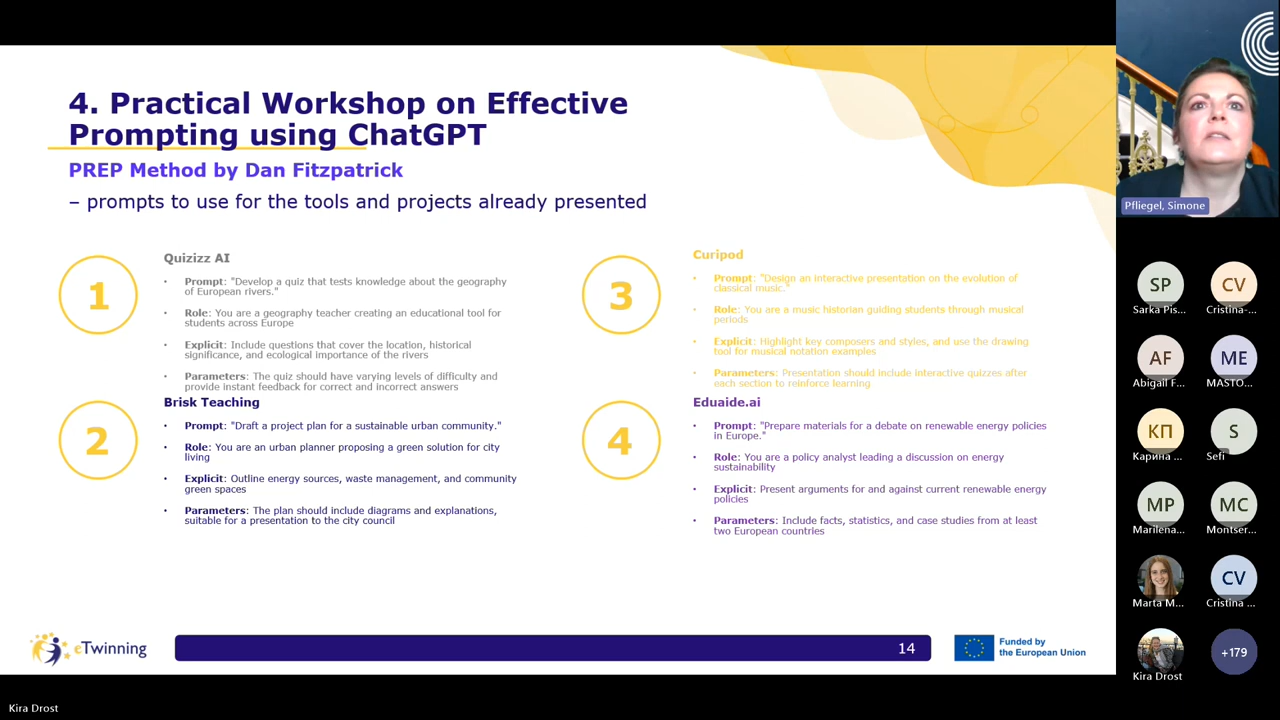 4. Practical Workshop on Effective
Prompting using ChatGPT
PREP Method by Dan Fitzpatrick
– prompts to use for the tools and projects already presented
1
Quizizz AI
• Prompt: "Develop a quiz that tests knowledge about the geography
of European rivers."
• Role: You are a geography teacher creating an educational tool for
students across Europe
• Explicit: Include questions that cover the location, historical
significance, and ecological importance of the rivers
• Parameters: The quiz should have varying levels of difficulty and
provide instant feedback for correct and incorrect answers
2
Brisk Teaching
• Prompt: "Draft a project plan for a sustainable urban community."
• Role: You are an urban planner proposing a green solution for city
living
• Explicit: Outline energy sources, waste management, and community
green spaces
• Parameters: The plan should include diagrams and explanations,
suitable for a presentation to the city council
3
Curipod
• Prompt: "Design an interactive presentation on the evolution of
classical music."
• Role: You are a music historian guiding students through musical
periods
• Explicit: Highlight key composers and styles, and use the drawing
tool for musical notation examples
• Parameters: Presentation should include interactive quizzes after
each section to reinforce learning
4
Eduaide.ai
• Prompt: "Prepare materials for a debate on renewable energy policies
in Europe."
• Role: You are a policy analyst leading a discussion on energy
sustainability
• Explicit: Present arguments for and against current renewable energy
policies
• Parameters: Include facts, statistics, and case studies from at least
two European countries
eTwinning
14
Funded by
the European Union
Pfliegel, Simone
SP
Sarka Pis...
CV
Cristina-...
AF
Abigall F...
ME
MASTO...
КП
Карина ...
S
Sefi
MP
Marilena...
MC
Montser...
Marta M...
CV
Cristina ...
Kira Drost
+179
Kira Drost